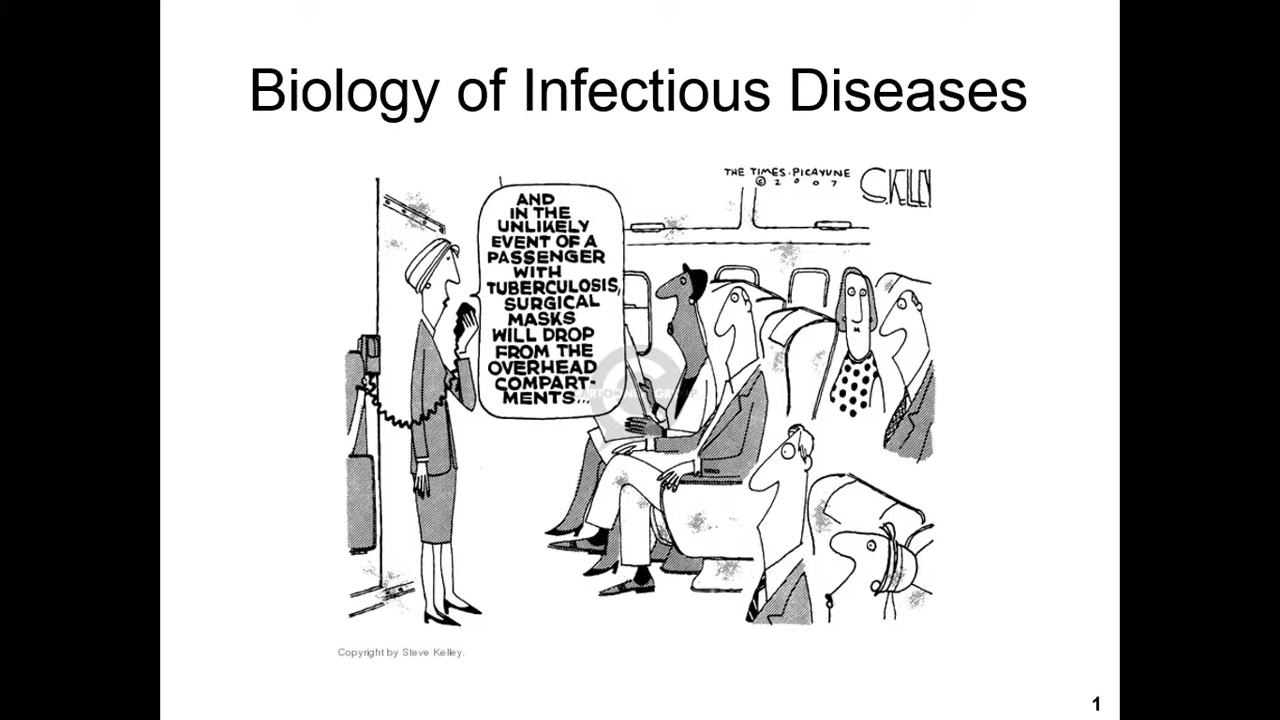 Biology of Infectious Diseases
THE TIMES-PICAYUNE
© 2007
S.KELLEY
AND
IN THE
UNLIKELY
EVENT OF A
PASSENGER
WITH
TUBERCULOSIS,
SURGICAL
MASKS
WILL DROP
FROM THE
OVERHEAD
COMPART-
MENTS...
CARTOONISTGROUP
Copyright by Steve Kelley.
1